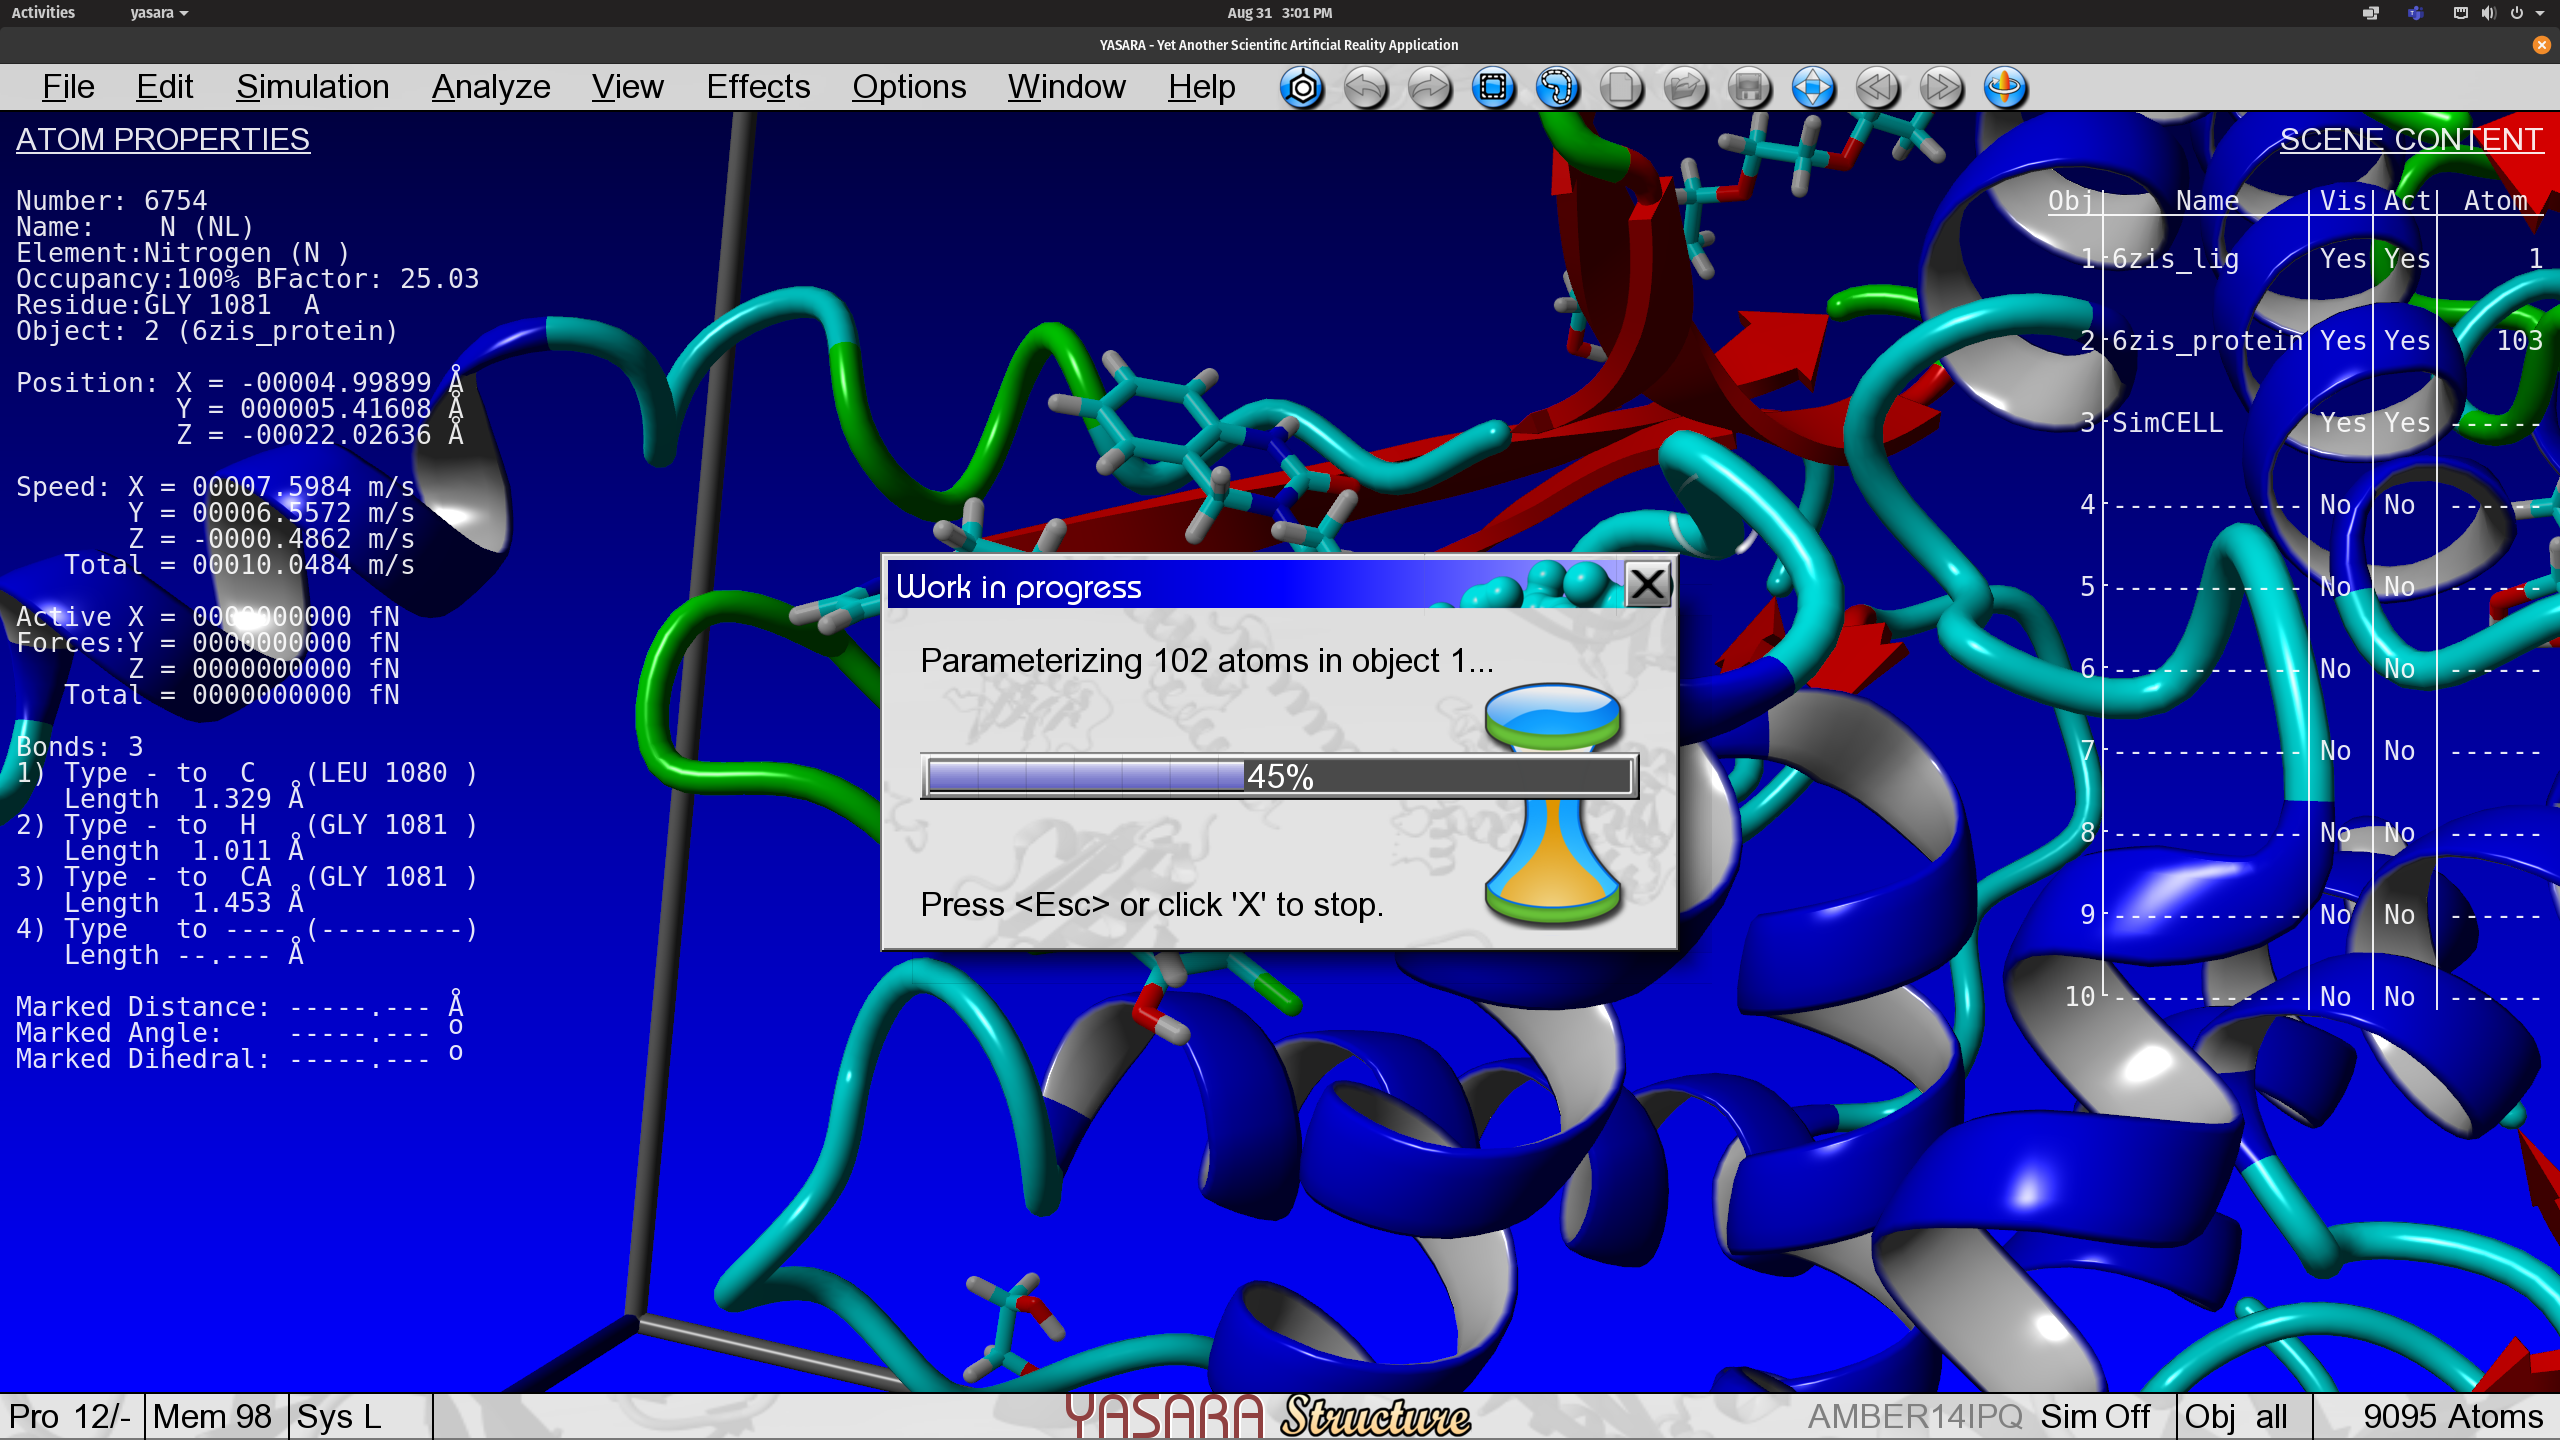 Activities yasara Aug 31 3:01 PM
YASARA - Yet Another Scientific Artificial Reality Application
File Edit Simulation Analyze View Effects Options Window Help
ATOM PROPERTIES
Number: 6754
Name: N (NL)
Element:Nitrogen (N )
Occupancy:100% BFactor: 25.03
Residue:GLY 1081 A
Object: 2 (6zis_protein)
Position: X = -00004.99899 Å
Y = 000005.41608 Å
Z = -00022.02636 Å
Speed: X = 00007.5984 m/s
Y = 00006.5572 m/s
Z = -0000.4862 m/s
Total = 00010.0484 m/s
Active X = 0000000000 fN
Forces:Y = 0000000000 fN
Z = 0000000000 fN
Total = 0000000000 fN
Bonds: 3
1) Type - to C .(LEU 1080 )
Length 1.329 Å
2) Type - to H .(GLY 1081 )
Length 1.011 Å
3) Type - to CA .(GLY 1081 )
Length 1.453 Å
4) Type to ----.(---------)
Length --.--- Å
Marked Distance: -----.--- Å
Marked Angle: -----.--- º
Marked Dihedral: -----.--- º
Work in progress
X
Parameterizing 102 atoms in object 1...
45%
Press <Esc> or click 'X' to stop.
SCENE CONTENT
Obj Name Vis Act Atom
1 6zis_lig Yes Yes 1
2 6zis_protein Yes Yes 103
3 SimCELL Yes Yes ------
4 ------------ No No ------
5 ------------ No No ------
6 ------------ No No ------
7 ------------ No No ------
8 ------------ No No ------
9 ------------ No No ------
10 ------------ No No ------
Pro 12/- Mem 98 Sys L YASARA Structure AMBER14IPQ Sim Off Obj all 9095 Atoms